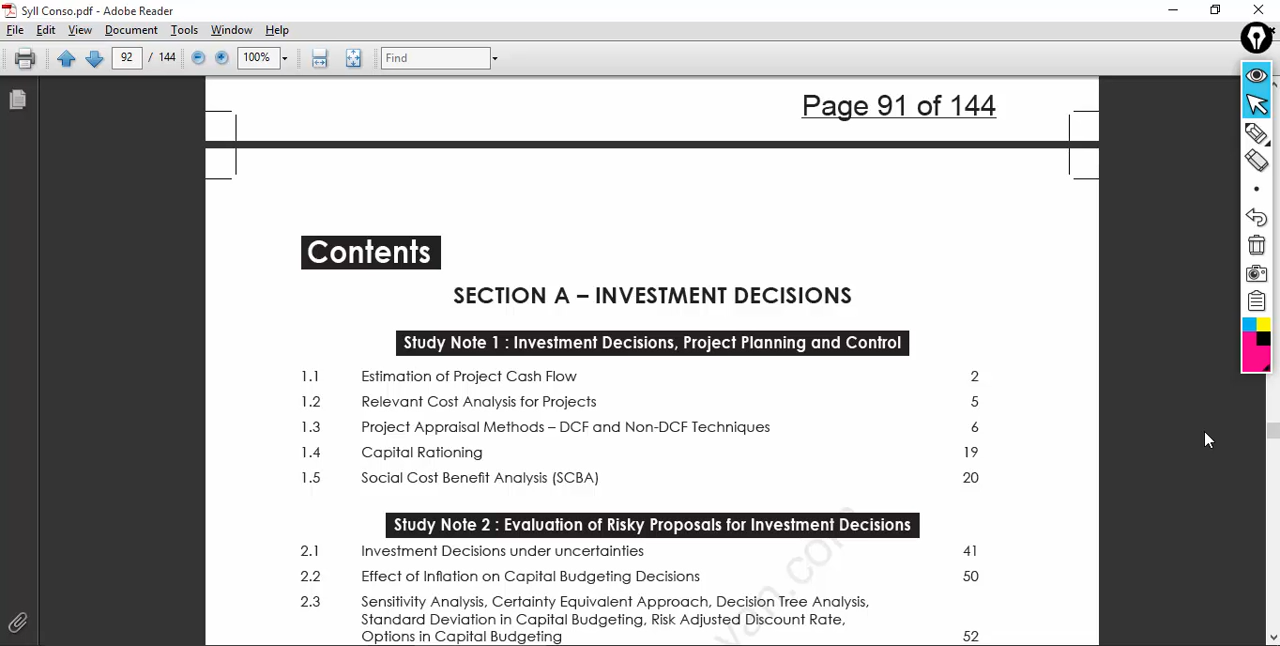 Syll Conso.pdf - Adobe Reader
File Edit View Document Tools Window Help
92 / 144 100% Find
Page 91 of 144
Contents
SECTION A – INVESTMENT DECISIONS
Study Note 1 : Investment Decisions, Project Planning and Control
1.1 Estimation of Project Cash Flow 2
1.2 Relevant Cost Analysis for Projects 5
1.3 Project Appraisal Methods – DCF and Non-DCF Techniques 6
1.4 Capital Rationing 19
1.5 Social Cost Benefit Analysis (SCBA) 20
Study Note 2 : Evaluation of Risky Proposals for Investment Decisions
2.1 Investment Decisions under uncertainties 41
2.2 Effect of Inflation on Capital Budgeting Decisions 50
2.3 Sensitivity Analysis, Certainty Equivalent Approach, Decision Tree Analysis,
Standard Deviation in Capital Budgeting, Risk Adjusted Discount Rate,
Options in Capital Budgeting 52